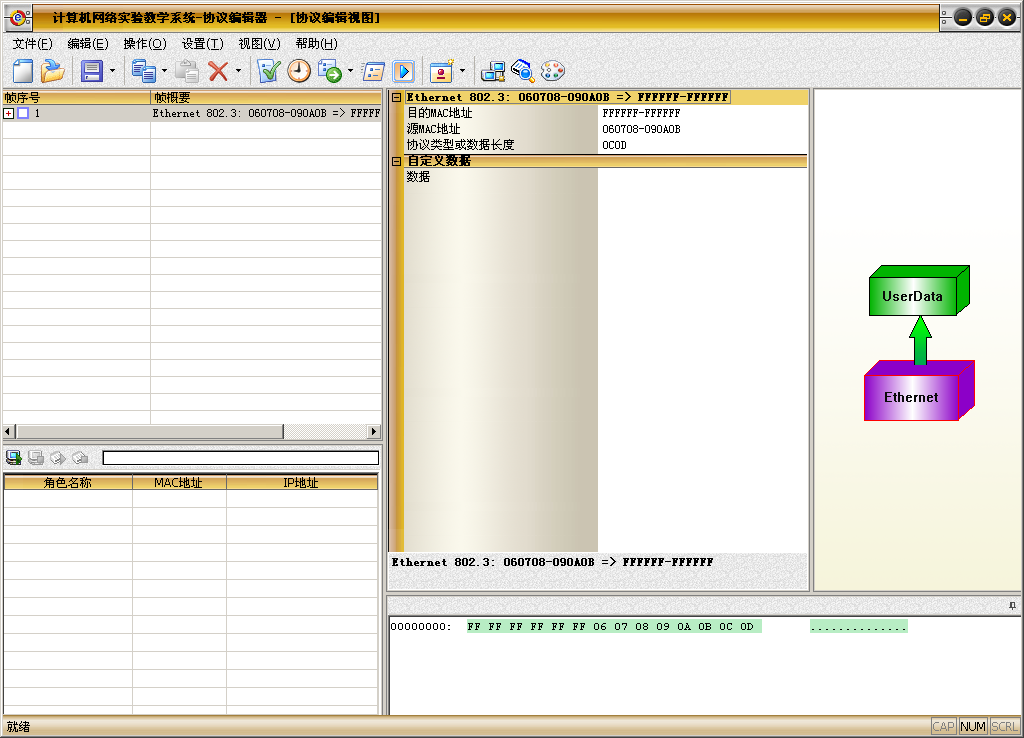 计算机网络实验教学系统-协议编辑器 - [协议编辑视图]
文件(F) 编辑(E) 操作(O) 设置(T) 视图(V) 帮助(H)
帧序号 帧概要
1 Ethernet 802.3: 060708-090A0B => FFFFF
Ethernet 802.3: 060708-090A0B => FFFFFF-FFFFFF
目的MAC地址 FFFFFF-FFFFFF
源MAC地址 060708-090A0B
协议类型或数据长度 0C0D
自定义数据
数据
UserData
Ethernet
角色名称 MAC地址 IP地址
Ethernet 802.3: 060708-090A0B => FFFFFF-FFFFFF
00000000: FF FF FF FF FF FF 06 07 08 09 0A 0B 0C 0D ..............
就绪 CAP NUM SCRL